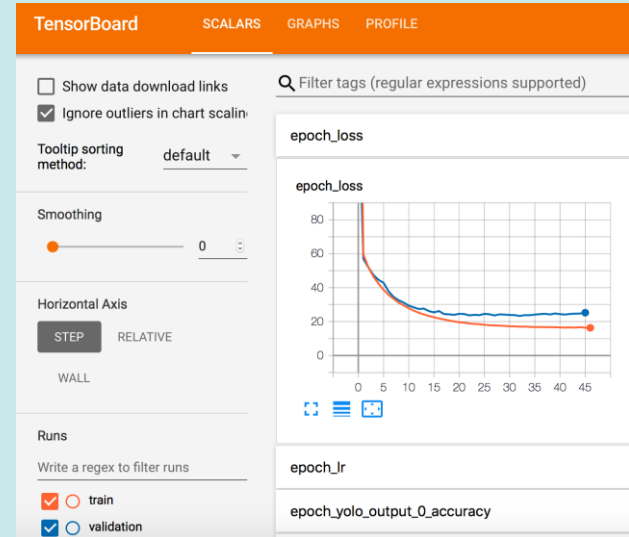 TensorBoard SCALARS GRAPHS PROFILE
Show data download links
Ignore outliers in chart scalin
Tooltip sorting
method: default
Smoothing
0
Horizontal Axis
STEP RELATIVE
WALL
Runs
Write a regex to filter runs
train
validation
Filter tags (regular expressions supported)
epoch_loss
epoch_loss
80
60
40
20
0
0 5 10 15 20 25 30 35 40 45
epoch_lr
epoch_yolo_output_0_accuracy